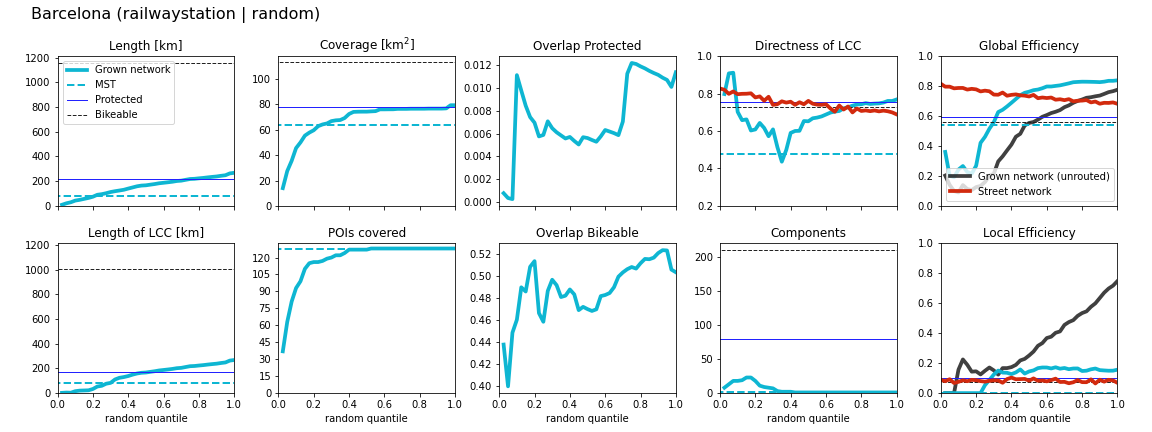 Barcelona (railwaystation | random)
Length [km]
Coverage [km²]
Overlap Protected
Directness of LCC
Global Efficiency
1200
1000
800
600
400
200
0
Grown network
MST
Protected
Bikeable
100
80
60
40
20
0
0.012
0.010
0.008
0.006
0.004
0.002
0.000
1.0
0.8
0.6
0.4
0.2
1.0
0.8
0.6
0.4
0.2
0.0
Grown network (unrouted)
Street network
Length of LCC [km]
POIs covered
Overlap Bikeable
Components
Local Efficiency
1200
1000
800
600
400
200
0
0.0 0.2 0.4 0.6 0.8 1.0
random quantile
120
105
90
75
60
45
30
15
0
0.0 0.2 0.4 0.6 0.8 1.0
random quantile
0.52
0.50
0.48
0.46
0.44
0.42
0.40
0.0 0.2 0.4 0.6 0.8 1.0
random quantile
200
150
100
50
0
0.0 0.2 0.4 0.6 0.8 1.0
random quantile
1.0
0.8
0.6
0.4
0.2
0.0
0.0 0.2 0.4 0.6 0.8 1.0
random quantile